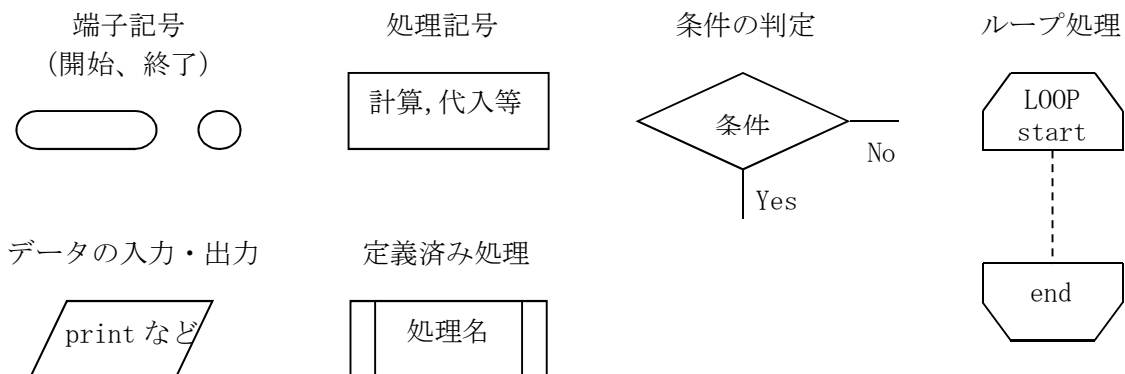 端子記号
(開始、終了)
処理記号
計算,代入等
条件の判定
条件
No
Yes
ループ処理
LOOP
start
end
データの入力・出力
print など
定義済み処理
処理名